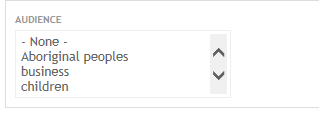 AUDIENCE
- None -
Aboriginal peoples
business
children